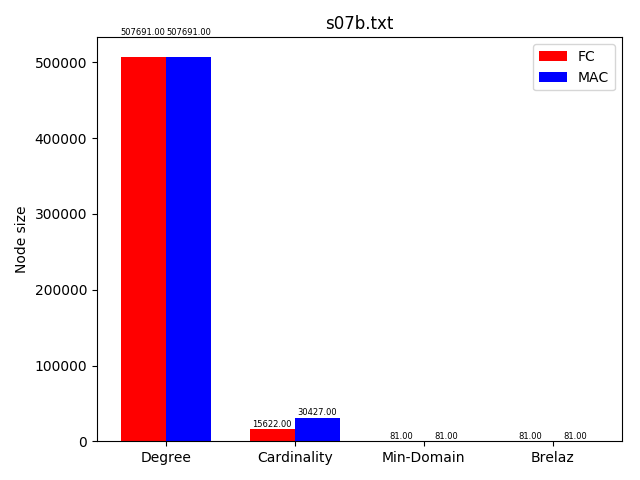 s07b.txt
507691.00 507691.00
FC
MAC
500000
400000
300000
200000
100000
0
Node size
15622.00
30427.00
81.00 81.00
81.00 81.00
Degree Cardinality Min-Domain Brelaz